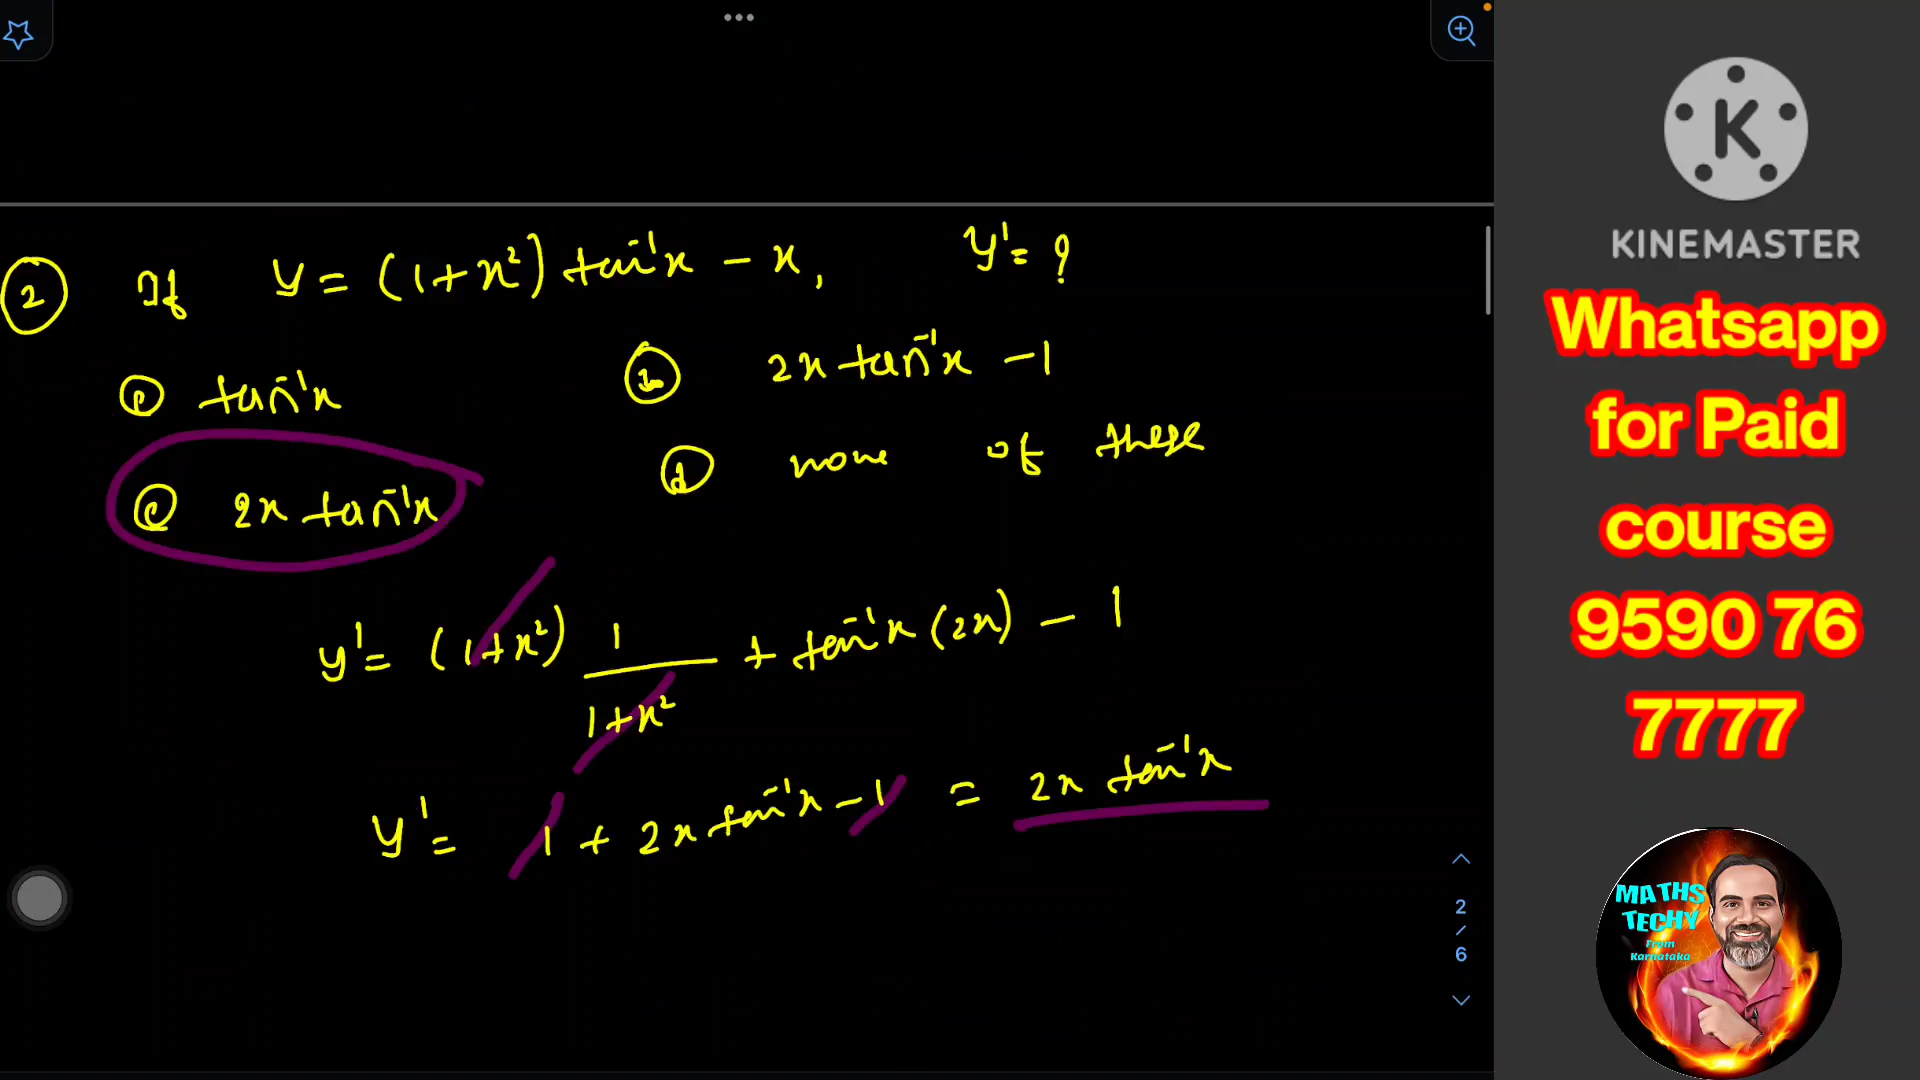 ② If y = (1+x²) tan⁻¹x − x, y' = ?
ⓐ tan⁻¹x ⓑ 2x tan⁻¹x − 1
ⓒ 2x tan⁻¹x ⓓ none of these
y' = (1+x²) 1/(1+x²) + tan⁻¹x (2x) − 1
y' = 1 + 2x tan⁻¹x − 1 = 2x tan⁻¹x
K
KINEMASTER
Whatsapp
for Paid
course
9590 76
7777
MATHS
TECHY
From
Karnataka
2
/
6